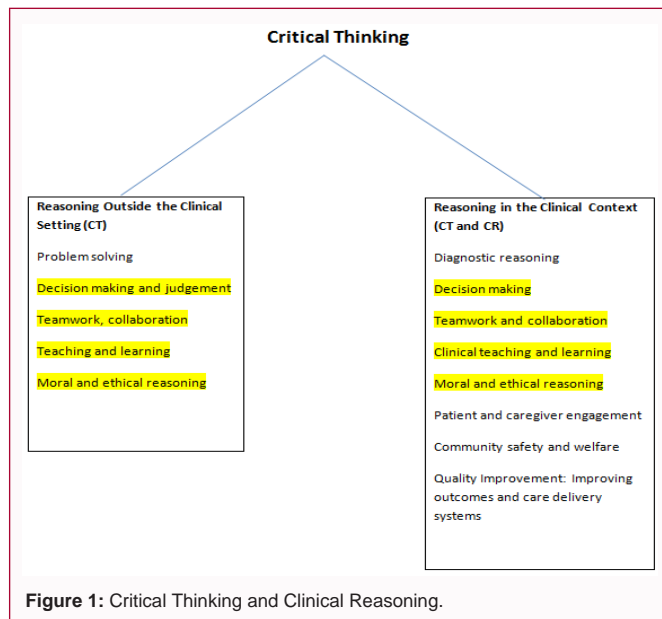 Critical Thinking
Reasoning Outside the Clinical
Setting (CT)
Problem solving
Decision making and judgement
Teamwork, collaboration
Teaching and learning
Moral and ethical reasoning
Reasoning in the Clinical Context
(CT and CR)
Diagnostic reasoning
Decision making
Teamwork and collaboration
Clinical teaching and learning
Moral and ethical reasoning
Patient and caregiver engagement
Community safety and welfare
Quality Improvement: Improving
outcomes and care delivery
systems
Figure 1: Critical Thinking and Clinical Reasoning.